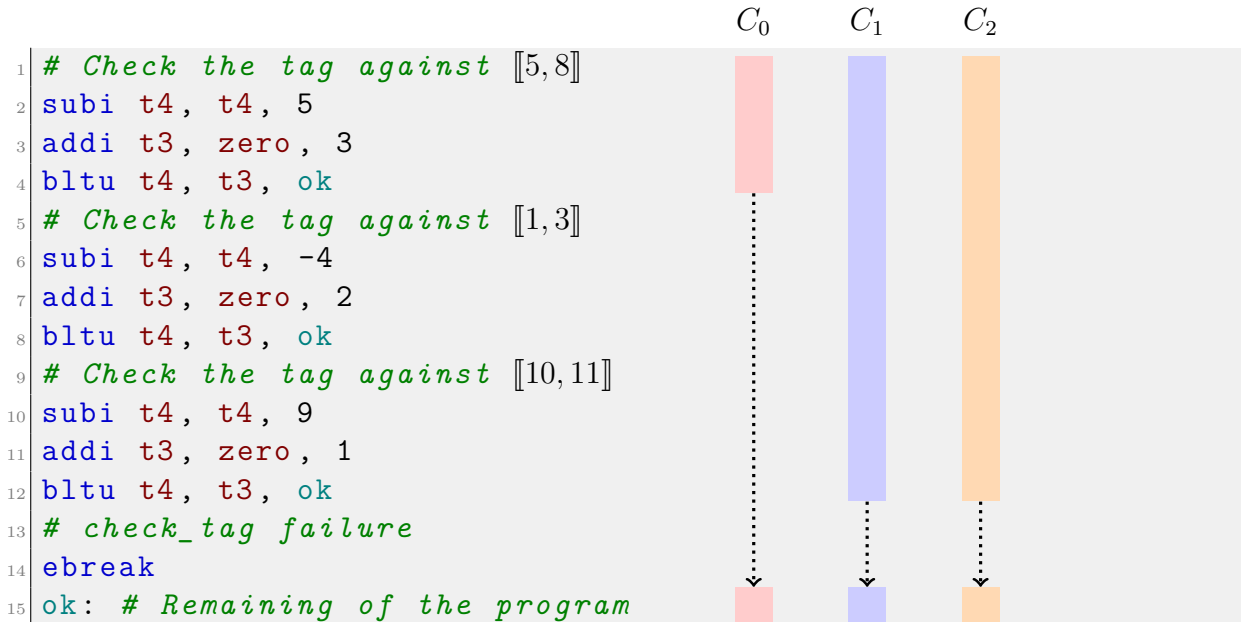 C₀ C₁ C₂
1 # Check the tag against ⟦5, 8⟧
2 subi t4, t4, 5
3 addi t3, zero, 3
4 bltu t4, t3, ok
5 # Check the tag against ⟦1, 3⟧
6 subi t4, t4, -4
7 addi t3, zero, 2
8 bltu t4, t3, ok
9 # Check the tag against ⟦10, 11⟧
10 subi t4, t4, 9
11 addi t3, zero, 1
12 bltu t4, t3, ok
13 # check_tag failure
14 ebreak
15 ok: # Remaining of the program